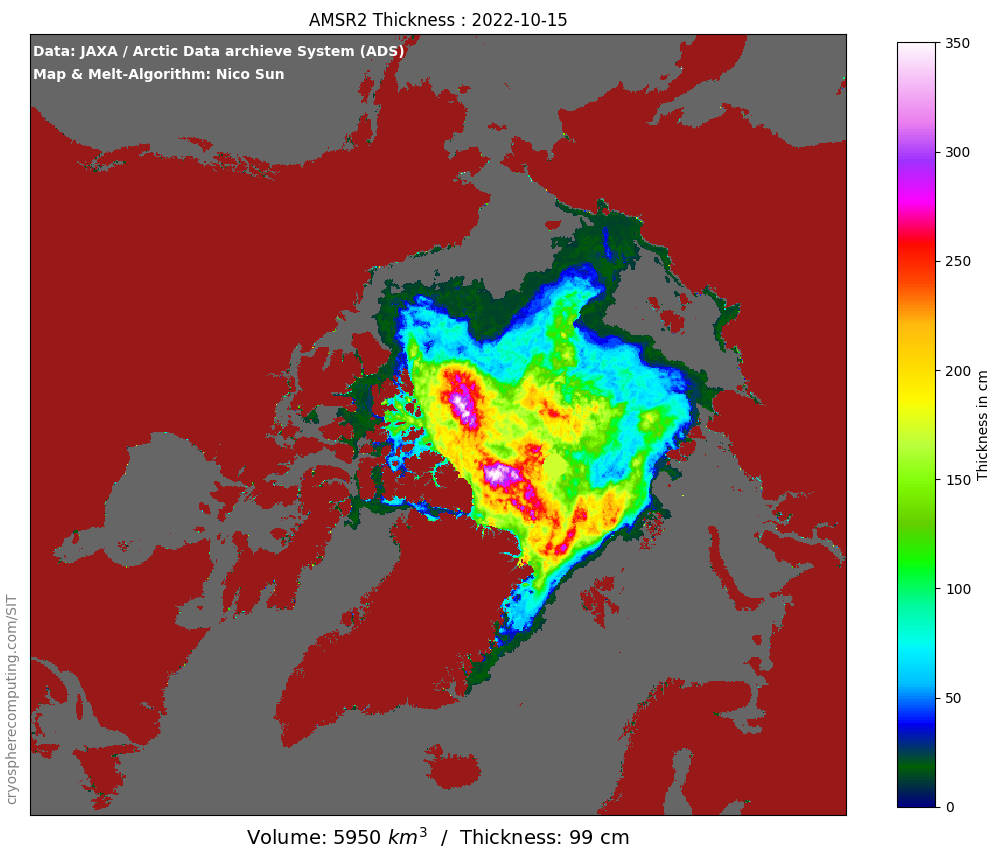 AMSR2 Thickness : 2022-10-15
Data: JAXA / Arctic Data archieve System (ADS)
Map & Melt-Algorithm: Nico Sun
350
300
250
200
150
100
50
0
Thickness in cm
cryospherecomputing.com/SIT
Volume: 5950 km³ / Thickness: 99 cm